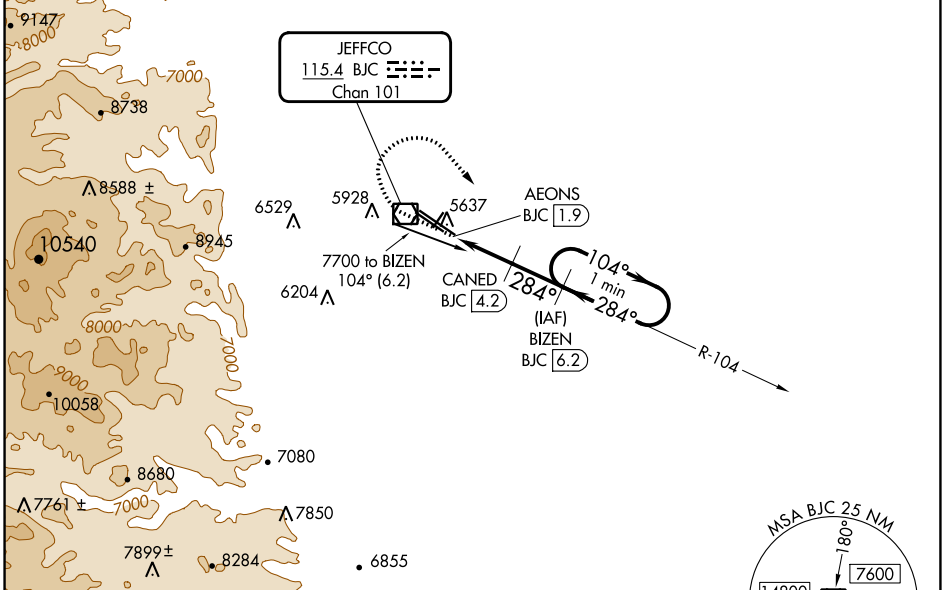 9147
8000
JEFFCO
115.4 BJC
Chan 101
7000
8738
8588 ±
6529
5928
5637
AEONS
BJC 1.9
10540
8945
7700 to BIZEN
104° (6.2)
6204
CANED
BJC 4.2
284°
104°
1 min
284°
(IAF)
BIZEN
BJC 6.2
R-104
8000
7000
9000
10058
7080
8680
7761 ±
7000
7850
7899 ±
8284
6855
MSA BJC 25 NM
180°
7600
14800